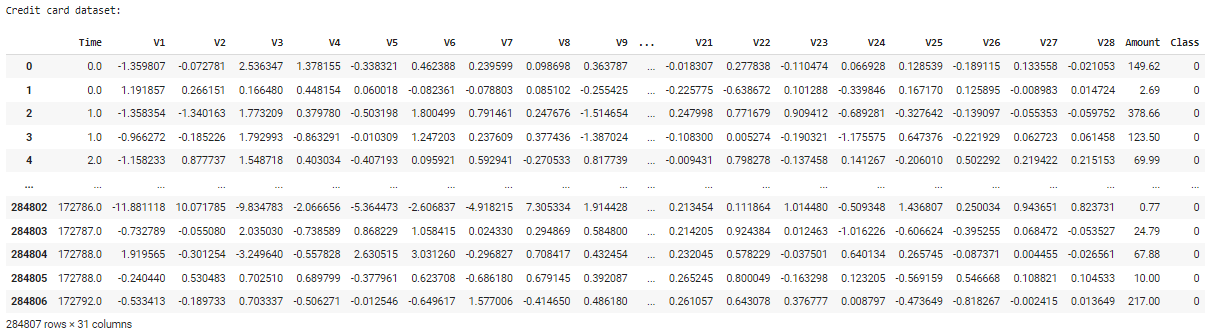 Credit card dataset:
Time V1 V2 V3 V4 V5 V6 V7 V8 V9 ... V21 V22 V23 V24 V25 V26 V27 V28 Amount Class
0 0.0 -1.359807 -0.072781 2.536347 1.378155 -0.338321 0.462388 0.239599 0.098698 0.363787 ... -0.018307 0.277838 -0.110474 0.066928 0.128539 -0.189115 0.133558 -0.021053 149.62 0
1 0.0 1.191857 0.266151 0.166480 0.448154 0.060018 -0.082361 -0.078803 0.085102 -0.255425 ... -0.225775 -0.638672 0.101288 -0.339846 0.167170 0.125895 -0.008983 0.014724 2.69 0
2 1.0 -1.358354 -1.340163 1.773209 0.379780 -0.503198 1.800499 0.791461 0.247676 -1.514654 ... 0.247998 0.771679 0.909412 -0.689281 -0.327642 -0.139097 -0.055353 -0.059752 378.66 0
3 1.0 -0.966272 -0.185226 1.792993 -0.863291 -0.010309 1.247203 0.237609 0.377436 -1.387024 ... -0.108300 0.005274 -0.190321 -1.175575 0.647376 -0.221929 0.062723 0.061458 123.50 0
4 2.0 -1.158233 0.877737 1.548718 0.403034 -0.407193 0.095921 0.592941 -0.270533 0.817739 ... -0.009431 0.798278 -0.137458 0.141267 -0.206010 0.502292 0.219422 0.215153 69.99 0
... ... ... ... ... ... ... ... ... ... ... ... ... ... ... ... ... ... ... ... ... ...
284802 172786.0 -11.881118 10.071785 -9.834783 -2.066656 -5.364473 -2.606837 -4.918215 7.305334 1.914428 ... 0.213454 0.111864 1.014480 -0.509348 1.436807 0.250034 0.943651 0.823731 0.77 0
284803 172787.0 -0.732789 -0.055080 2.035030 -0.738589 0.868229 1.058415 0.024330 0.294869 0.584800 ... 0.214205 0.924384 0.012463 -1.016226 -0.606624 -0.395255 0.068472 -0.053527 24.79 0
284804 172788.0 1.919565 -0.301254 -3.249640 -0.557828 2.630515 3.031260 -0.296827 0.708417 0.432454 ... 0.232045 0.578229 -0.037501 0.640134 0.265745 -0.087371 0.004455 -0.026561 67.88 0
284805 172788.0 -0.240440 0.530483 0.702510 0.689799 -0.377961 0.623708 -0.686180 0.679145 0.392087 ... 0.265245 0.800049 -0.163298 0.123205 -0.569159 0.546668 0.108821 0.104533 10.00 0
284806 172792.0 -0.533413 -0.189733 0.703337 -0.506271 -0.012546 -0.649617 1.577006 -0.414650 0.486180 ... 0.261057 0.643078 0.376777 0.008797 -0.473649 -0.818267 -0.002415 0.013649 217.00 0
284807 rows × 31 columns